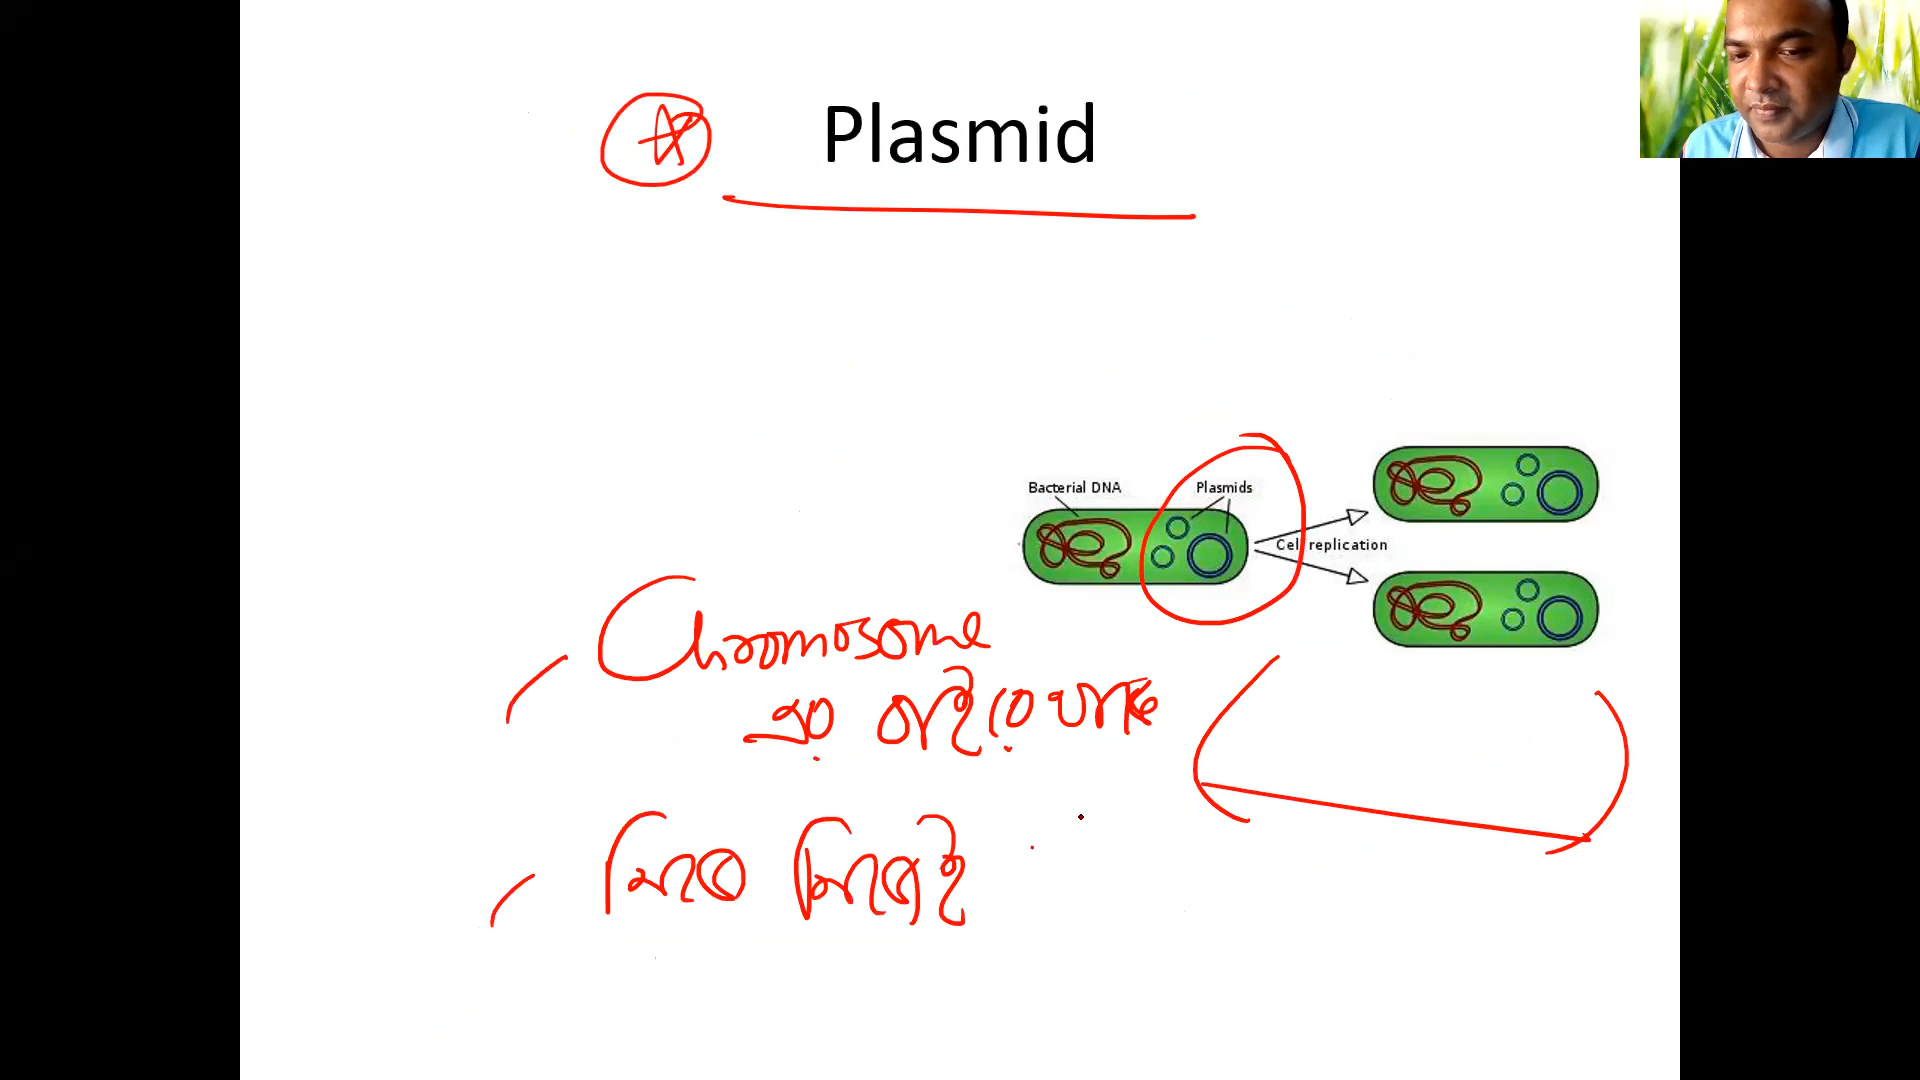 Plasmid
Bacterial DNA
Plasmids
Cell replication
Chromosome
এর বাইরে থাকে
নিজে নিজেই